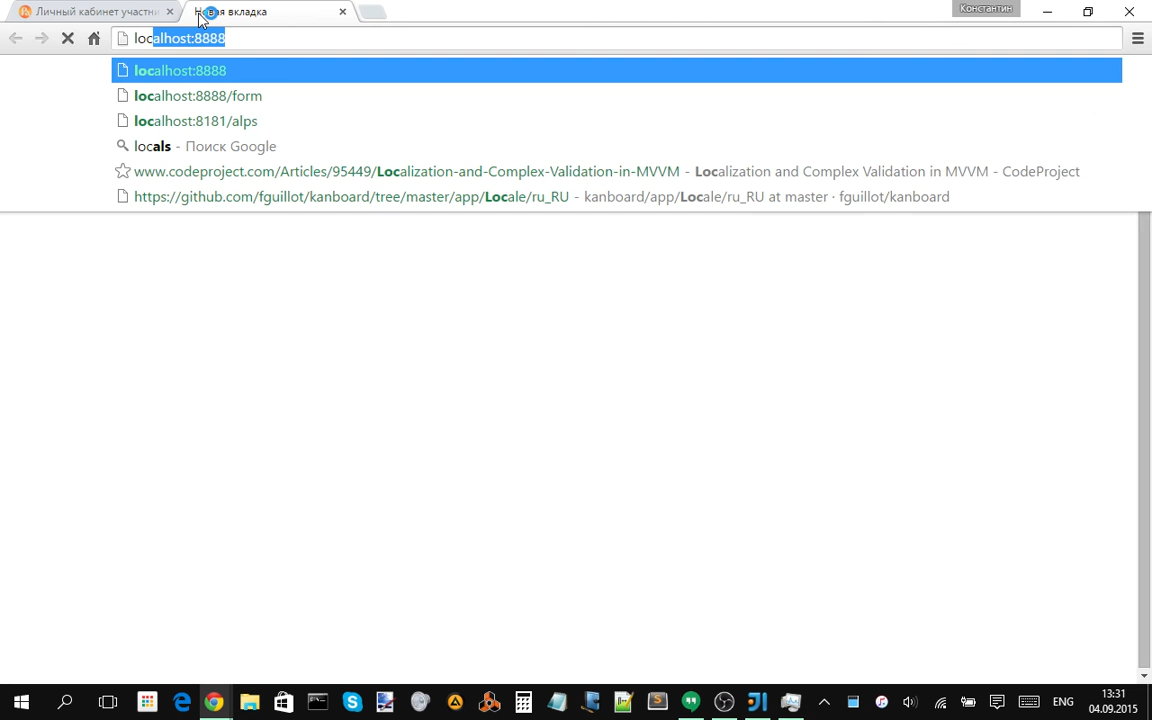 Личный кабинет участни
Новая вкладка
Константин
localhost:8888
localhost:8888
localhost:8888/form
localhost:8181/alps
locals - Поиск Google
www.codeproject.com/Articles/95449/Localization-and-Complex-Validation-in-MVVM - Localization and Complex Validation in MVVM - CodeProject
https://github.com/fguillot/kanboard/tree/master/app/Locale/ru_RU - kanboard/app/Locale/ru_RU at master · fguillot/kanboard
ENG
13:31
04.09.2015